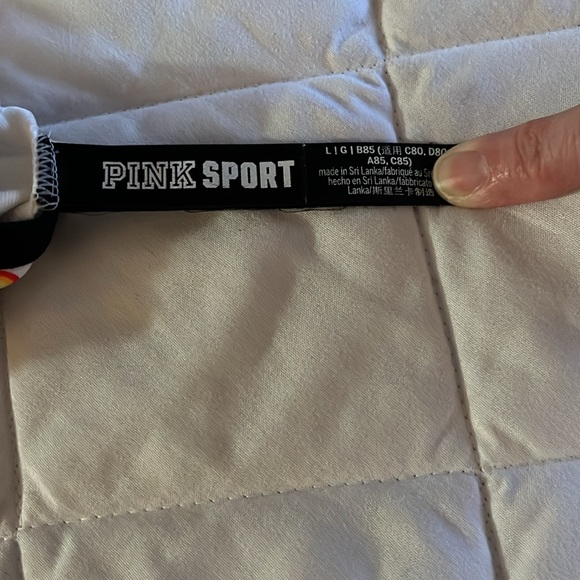 PINK SPORT
L | G | B85 (适用 C80, D80
A85, C85)
made in Sri Lanka/fabriqué au Sri
hecho en Sri Lanka/fabbricato
Lanka/斯里兰卡制造